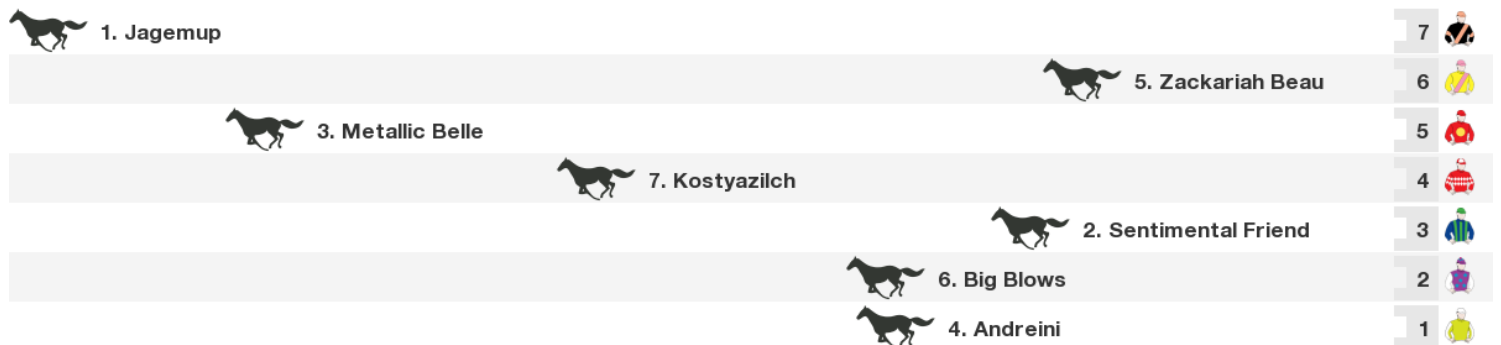 1. Jagemup 7
5. Zackariah Beau 6
3. Metallic Belle 5
7. Kostyazilch 4
2. Sentimental Friend 3
6. Big Blows 2
4. Andreini 1